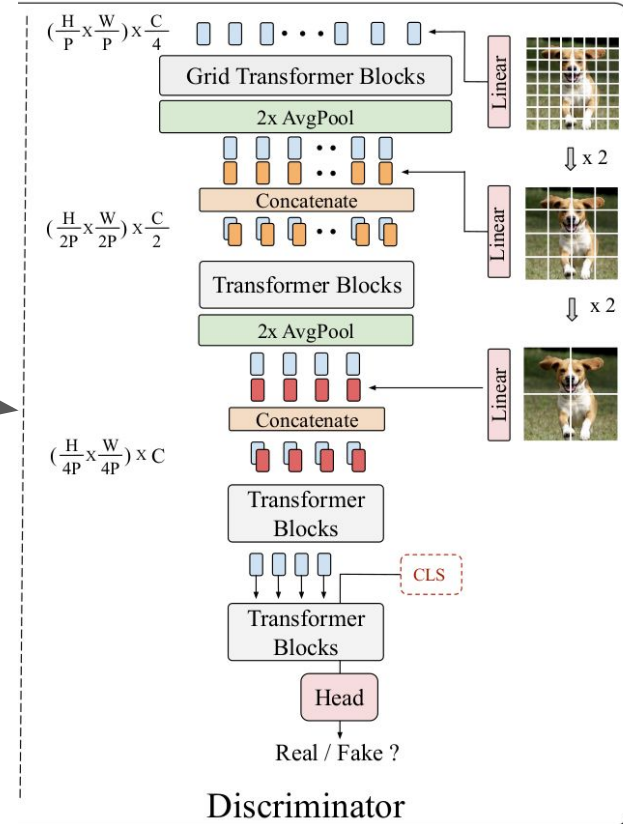 (H/P x W/P) x C/4
Linear
Grid Transformer Blocks
2x AvgPool
x 2
Concatenate
(H/2P x W/2P) x C/2
Linear
Transformer Blocks
x 2
2x AvgPool
Linear
Concatenate
(H/4P x W/4P) x C
Transformer
Blocks
CLS
Transformer
Blocks
Head
Real / Fake ?
Discriminator